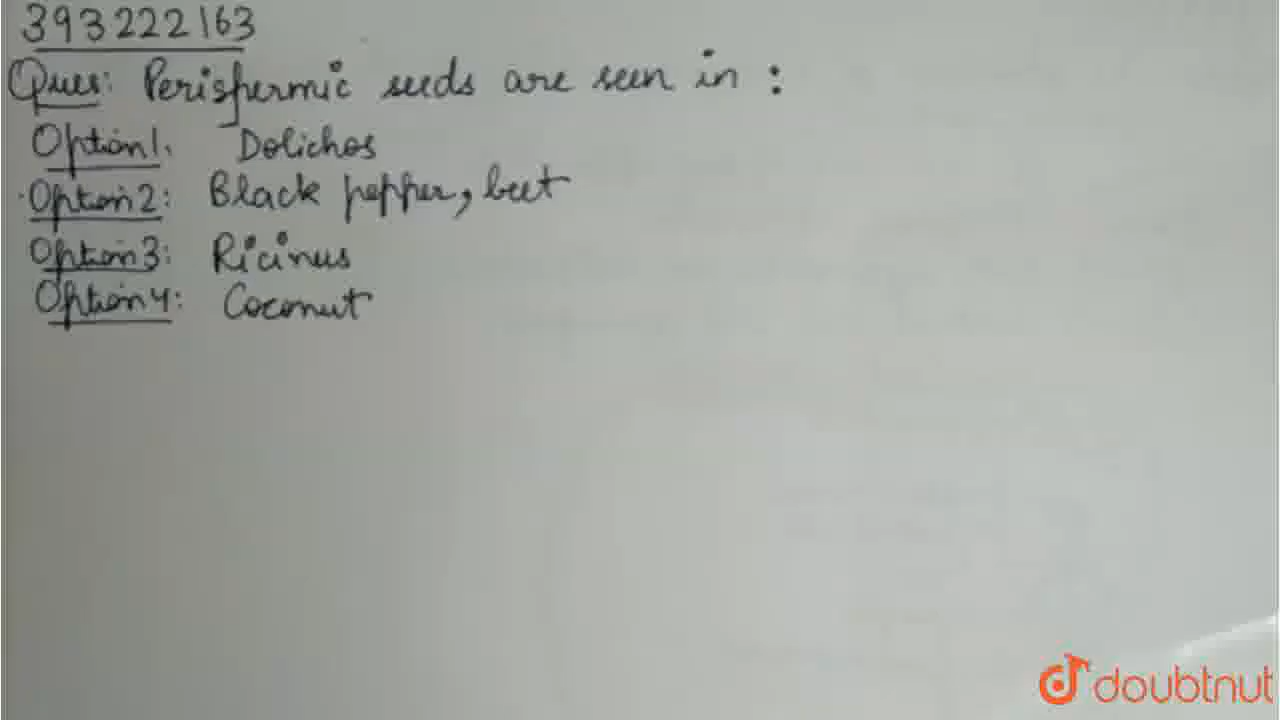 393222163
Ques: Perispermic seeds are seen in :
Option1. Dolichos
Option2: Black pepper, beet
Option3: Ricinus
Option4: Coconut
doubtnut